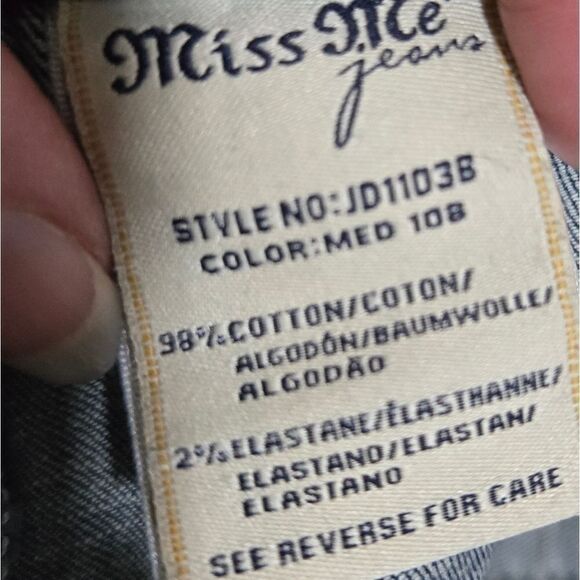 Miss Me
jeans
STYLE NO:JD1103B
COLOR:MED 108
98%COTTON/COTON/
ALGODÓN/BAUMWOLLE/
ALGODÃO
2%ELASTANE/ÉLASTHANNE/
ELASTANO/ELASTAN/
ELASTANO
SEE REVERSE FOR CARE